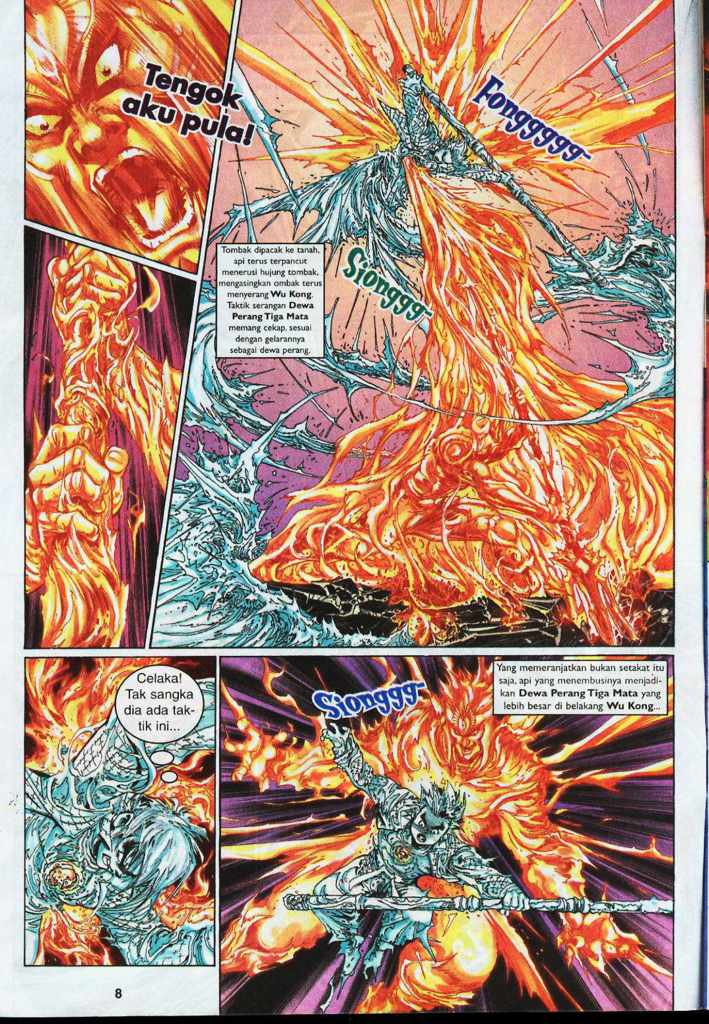 Tengok
aku pula!
Fonggggg~
Tombak dipacak ke tanah,
api terus terpancut
menerusi hujung tombak,
mengasingkan ombak terus
menyerang Wu Kong.
Taktik serangan Dewa
Perang Tiga Mata
memang cekap, sesuai
dengan gelarannya
sebagai dewa perang.
Sionggg~
Celaka!
Tak sangka
dia ada tak-
tik ini...
Sionggg~
Yang memeranjatkan bukan setakat itu
saja, api yang menembusinya menjadi-
kan Dewa Perang Tiga Mata yang
lebih besar di belakang Wu Kong...
8